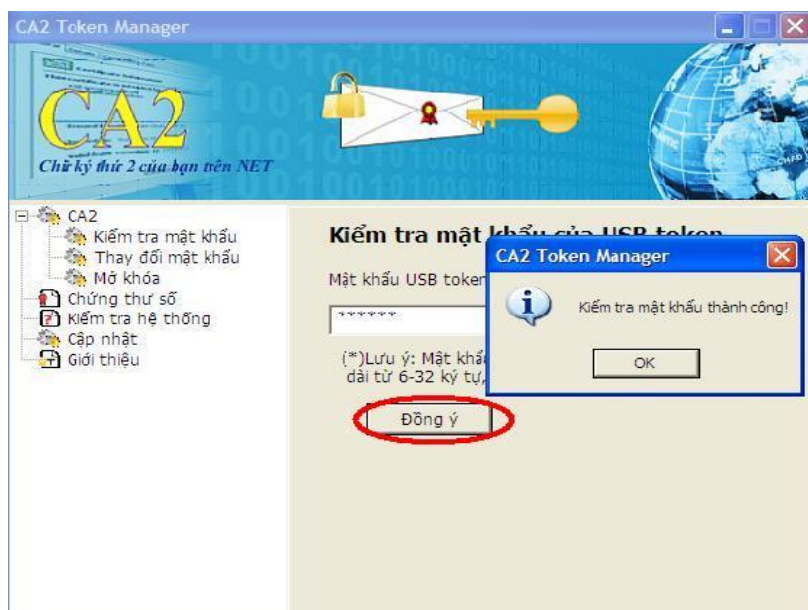 CA2 Token Manager
CA2
Chữ ký thứ 2 của bạn trên NET
CA2
Kiểm tra mật khẩu
Thay đổi mật khẩu
Mở khóa
Chứng thư số
Kiểm tra hệ thống
Cập nhật
Giới thiệu
Kiểm tra mật khẩu của USB token
Mật khẩu USB token
******
(*)Lưu ý: Mật khẩu
dài từ 6-32 ký tự,
Đồng ý
CA2 Token Manager
Kiểm tra mật khẩu thành công!
OK